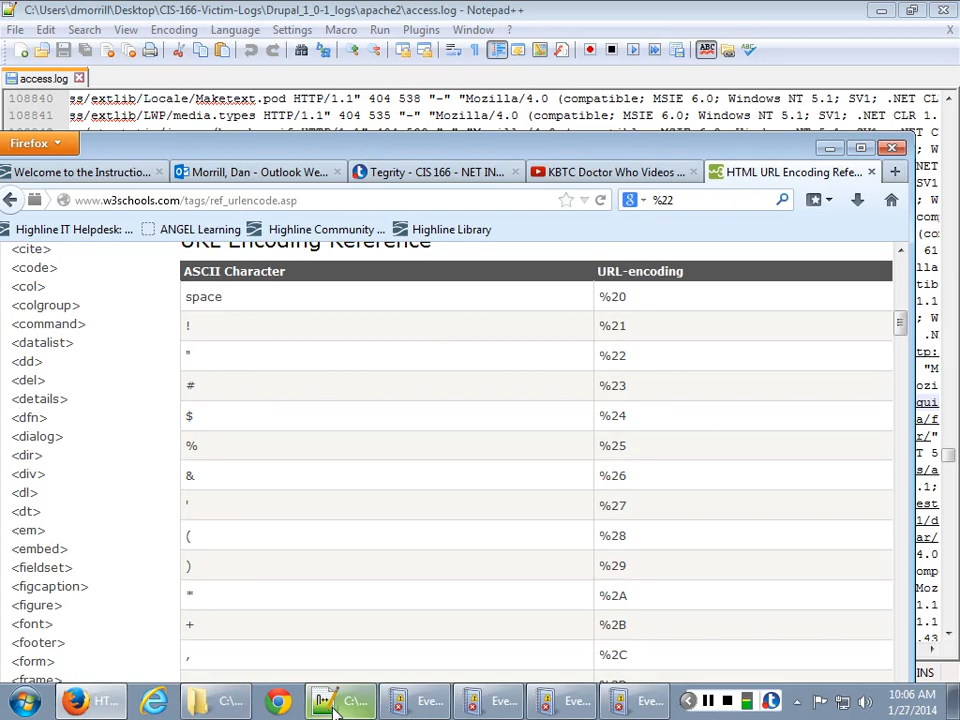 C:\Users\dmorrill\Desktop\CIS-166-Victim-Logs\Drupal_1_0-1_logs\apache2\access.log - Notepad++
File Edit Search View Encoding Language Settings Macro Run Plugins Window ? X
access.log
108840 ss/extlib/Locale/Maketext.pod HTTP/1.1" 404 538 "-" "Mozilla/4.0 (compatible; MSIE 6.0; Windows NT 5.1; SV1; .NET CL
108841 ss/extlib/LWP/media.types HTTP/1.1" 404 535 "-" "Mozilla/4.0 (compatible; MSIE 6.0; Windows NT 5.1; SV1; .NET CLR 1.
Firefox
Welcome to the Instructio...
Morrill, Dan - Outlook We...
Tegrity - CIS 166 - NET IN...
KBTC Doctor Who Videos ...
HTML URL Encoding Refe...
www.w3schools.com/tags/ref_urlencode.asp
%22
Highline IT Helpdesk: ...
ANGEL Learning
Highline Community ...
Highline Library
URL Encoding Reference
<cite>
<code>
<col>
<colgroup>
<command>
<datalist>
<dd>
<del>
<details>
<dfn>
<dialog>
<dir>
<div>
<dl>
<dt>
<em>
<embed>
<fieldset>
<figcaption>
<figure>
<font>
<footer>
<form>
<frame>
ASCII Character URL-encoding
space %20
! %21
" %22
# %23
$ %24
% %25
& %26
' %27
( %28
) %29
* %2A
+ %2B
, %2C
INS
HT...
C:\...
C:\...
Eve...
Eve...
Eve...
Eve...
10:06 AM
1/27/2014